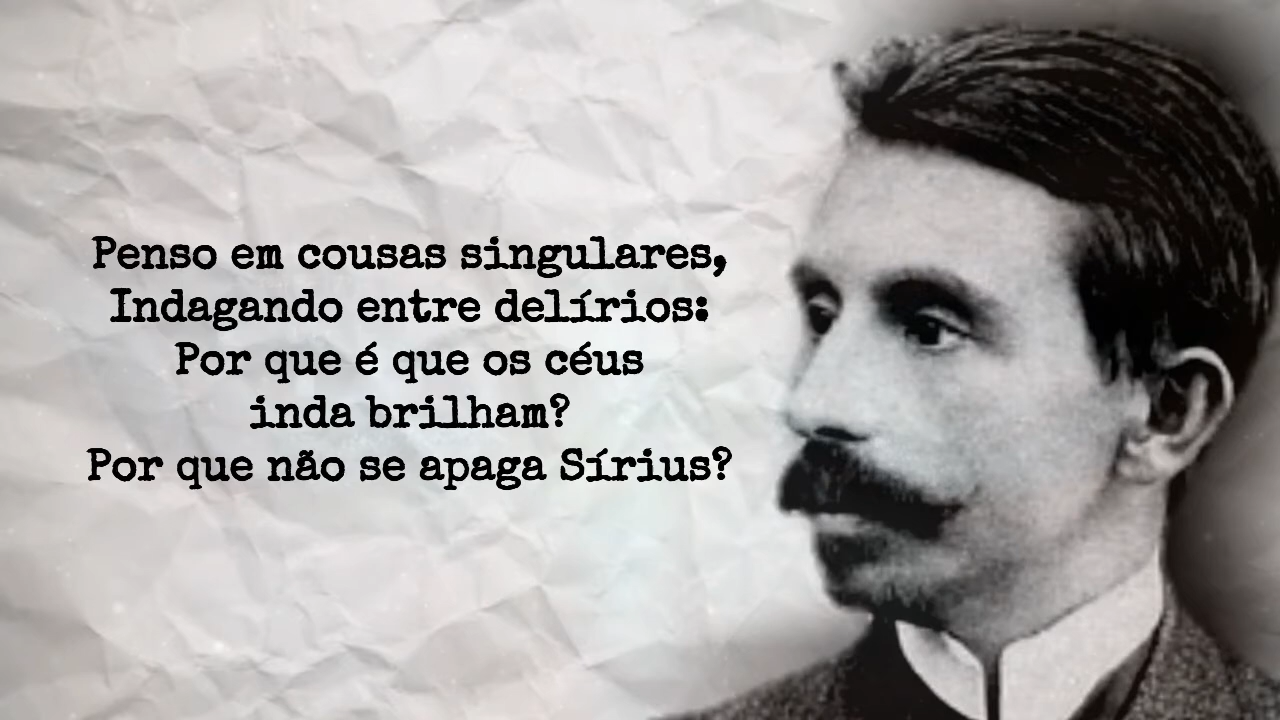 Penso em cousas singulares,
Indagando entre delírios:
Por que é que os céus
inda brilham?
Por que não se apaga Sírius?